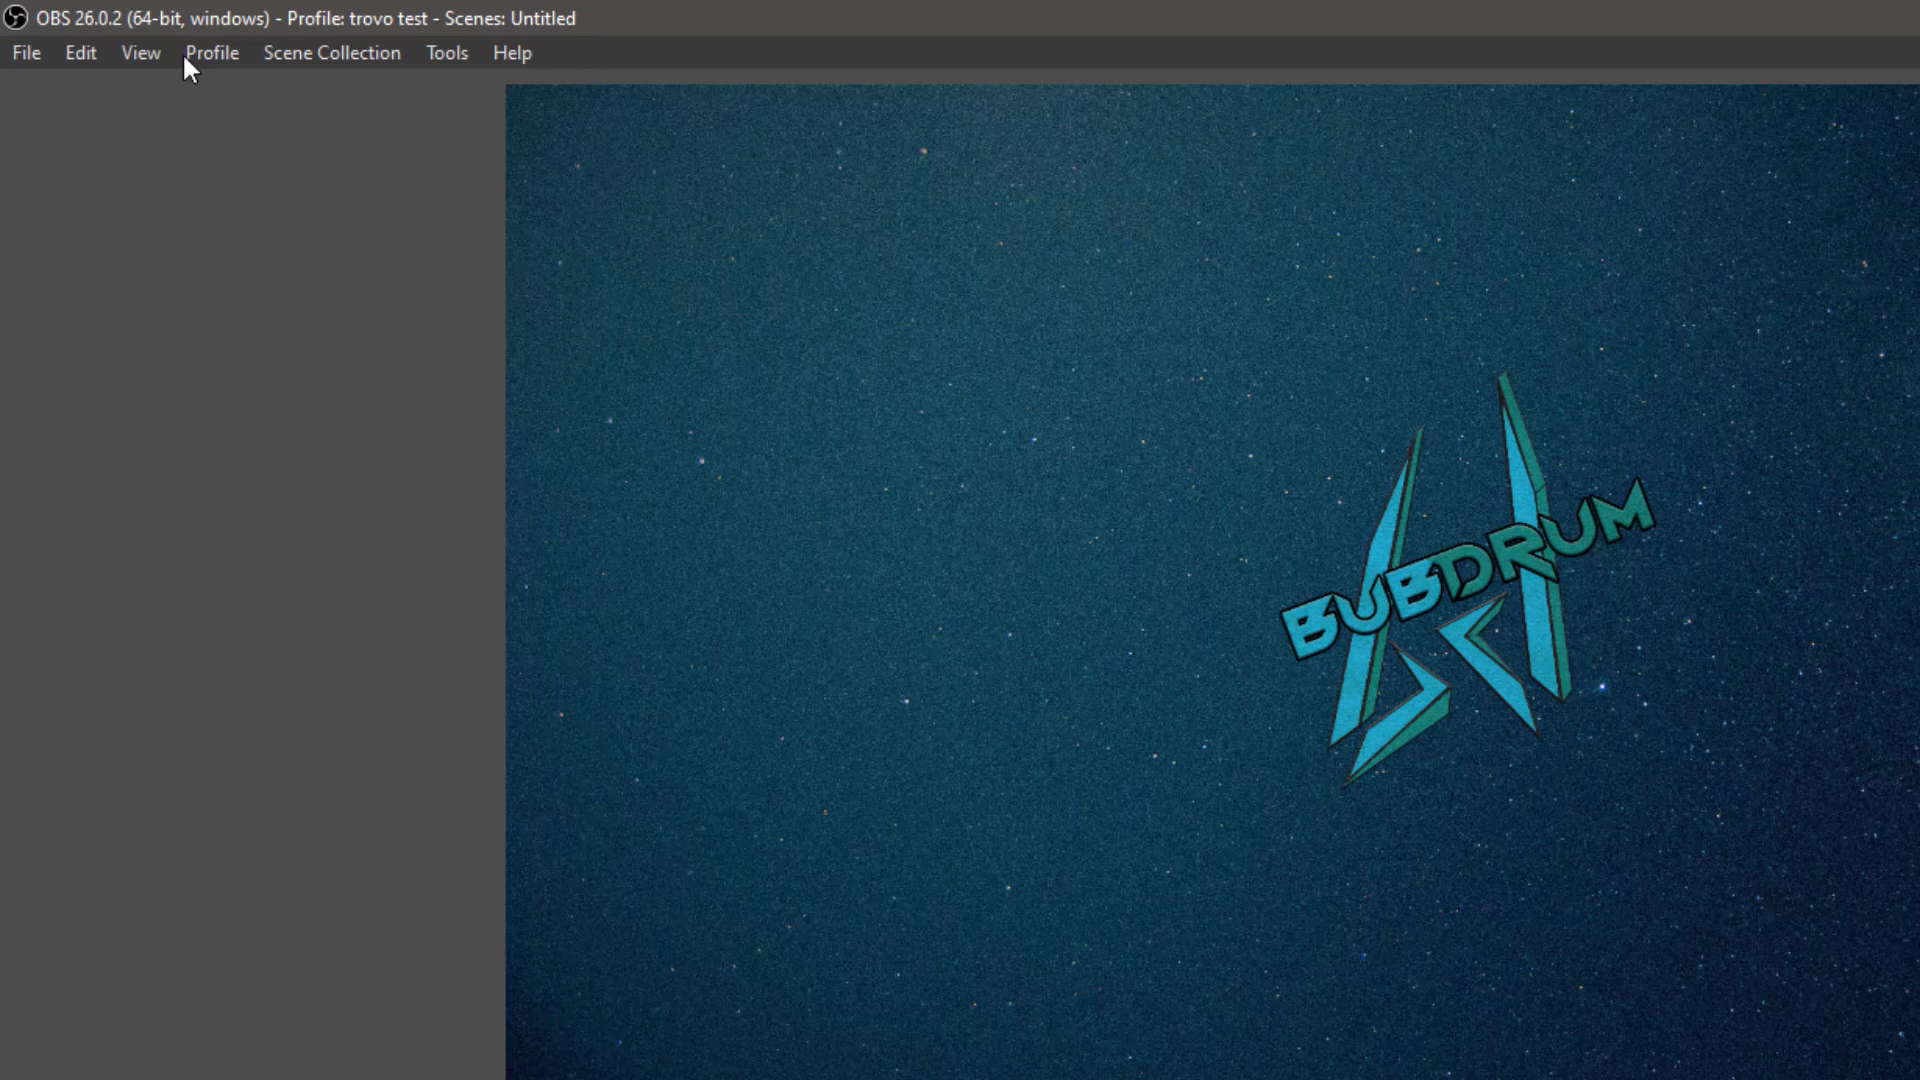 OBS 26.0.2 (64-bit, windows) - Profile: trovo test - Scenes: Untitled
File Edit View Profile Scene Collection Tools Help
BUBDRUM